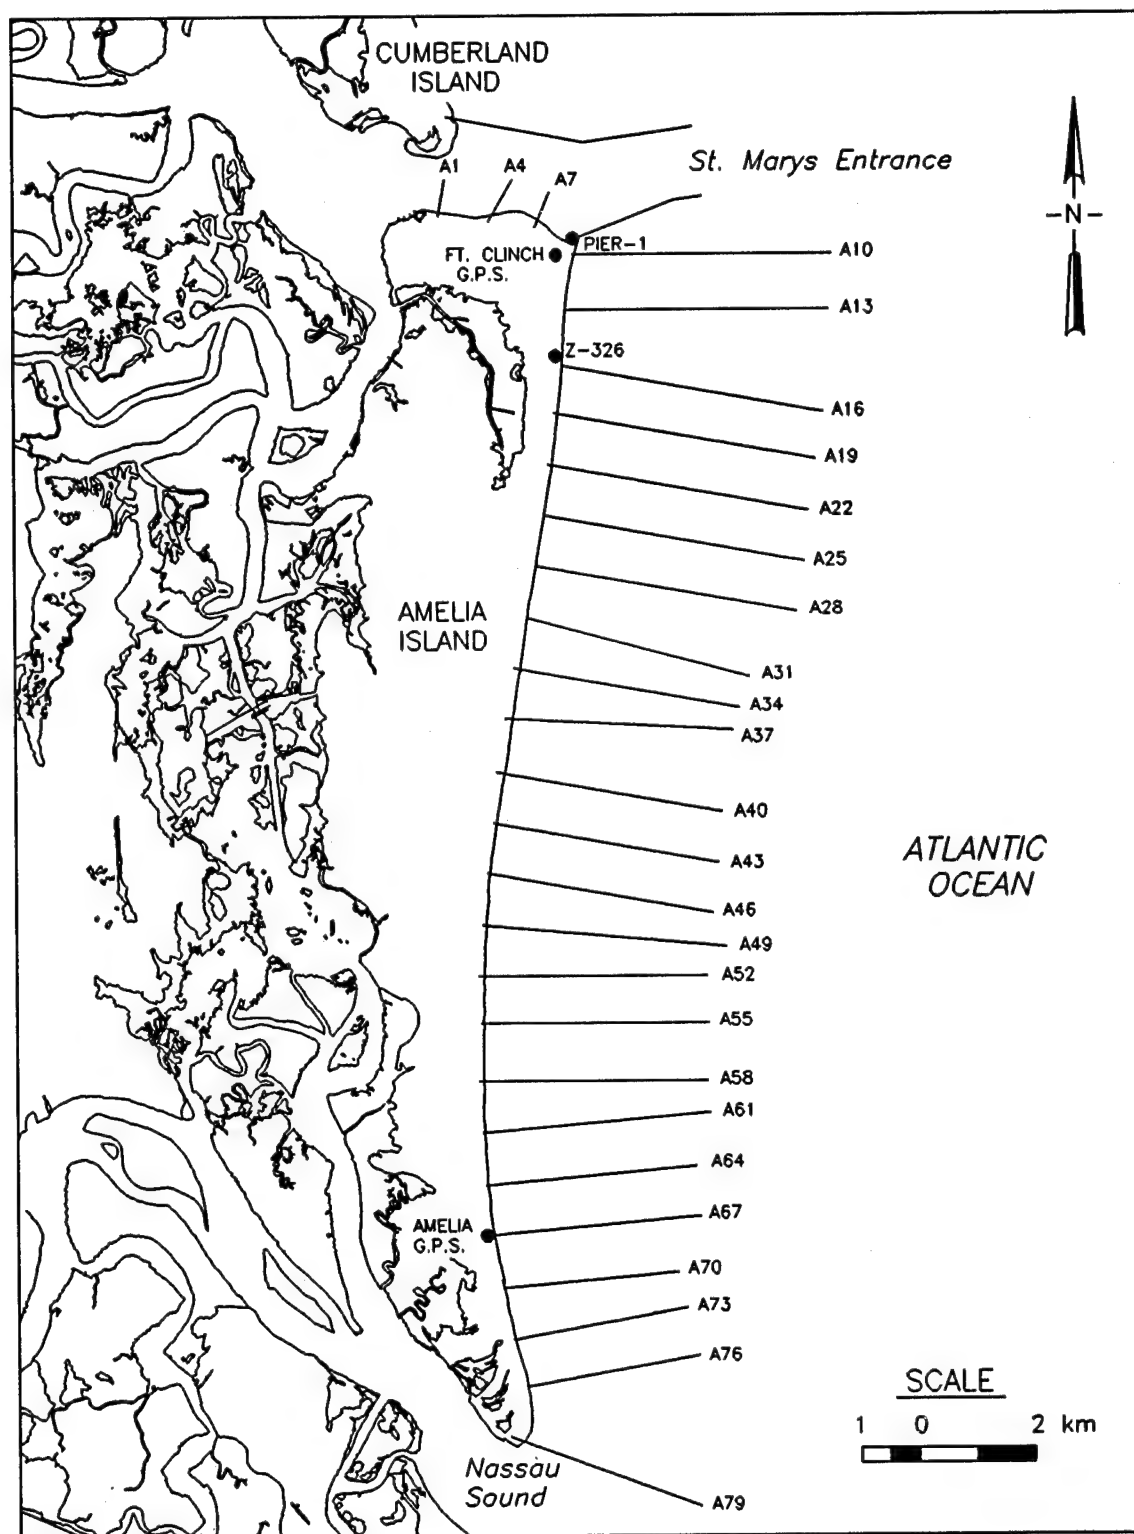 CUMBERLAND
ISLAND
St. Marys Entrance
A1
A4
A7
N
PIER-1
FT. CLINCH
G.P.S.
A10
A13
Z-326
A16
A19
A22
A25
A28
AMELIA
ISLAND
A31
A34
A37
A40
A43
ATLANTIC
OCEAN
A46
A49
A52
A55
A58
A61
A64
A67
AMELIA
G.P.S.
A70
A73
A76
SCALE
1 0 2 km
Nassau
Sound
A79